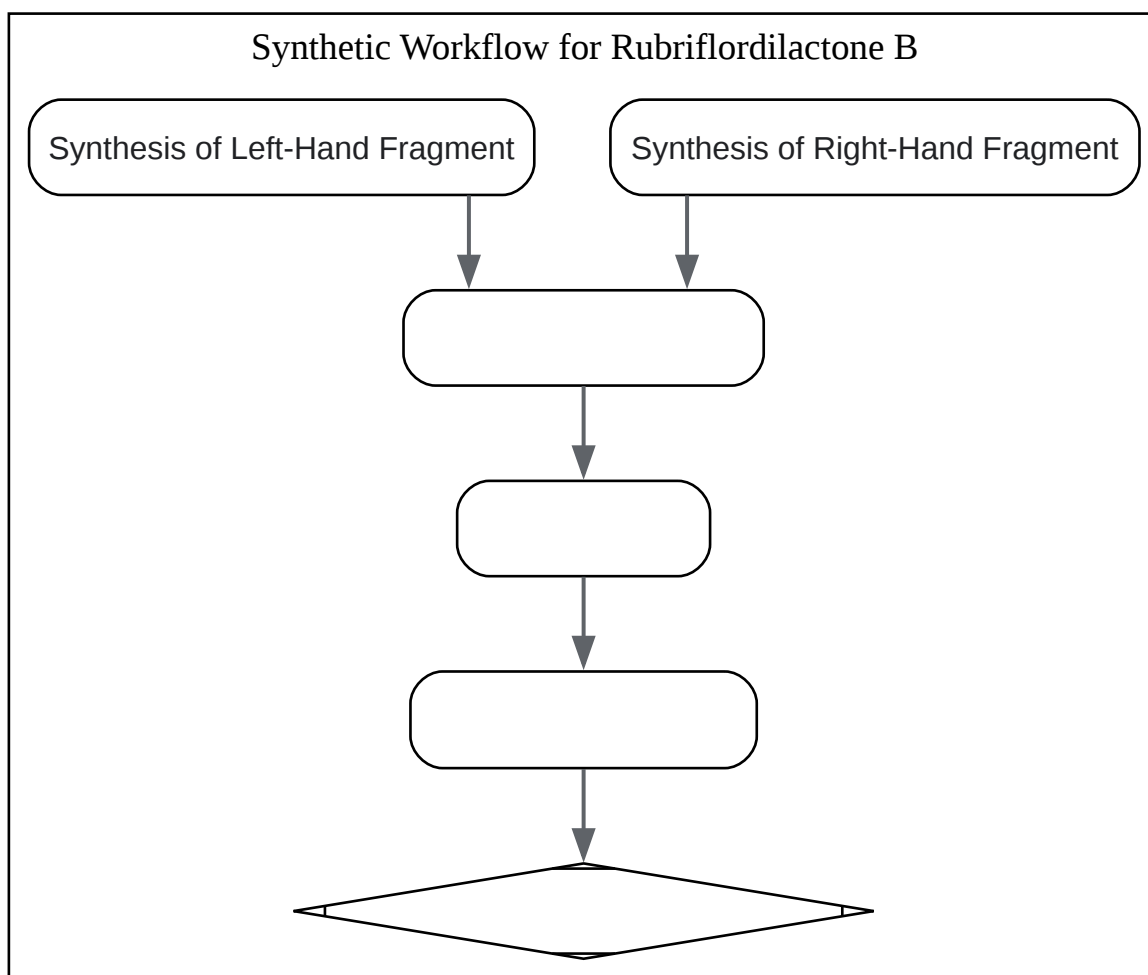 Synthetic Workflow for Rubriflordilactone B
Synthesis of Left-Hand Fragment
Synthesis of Right-Hand Fragment